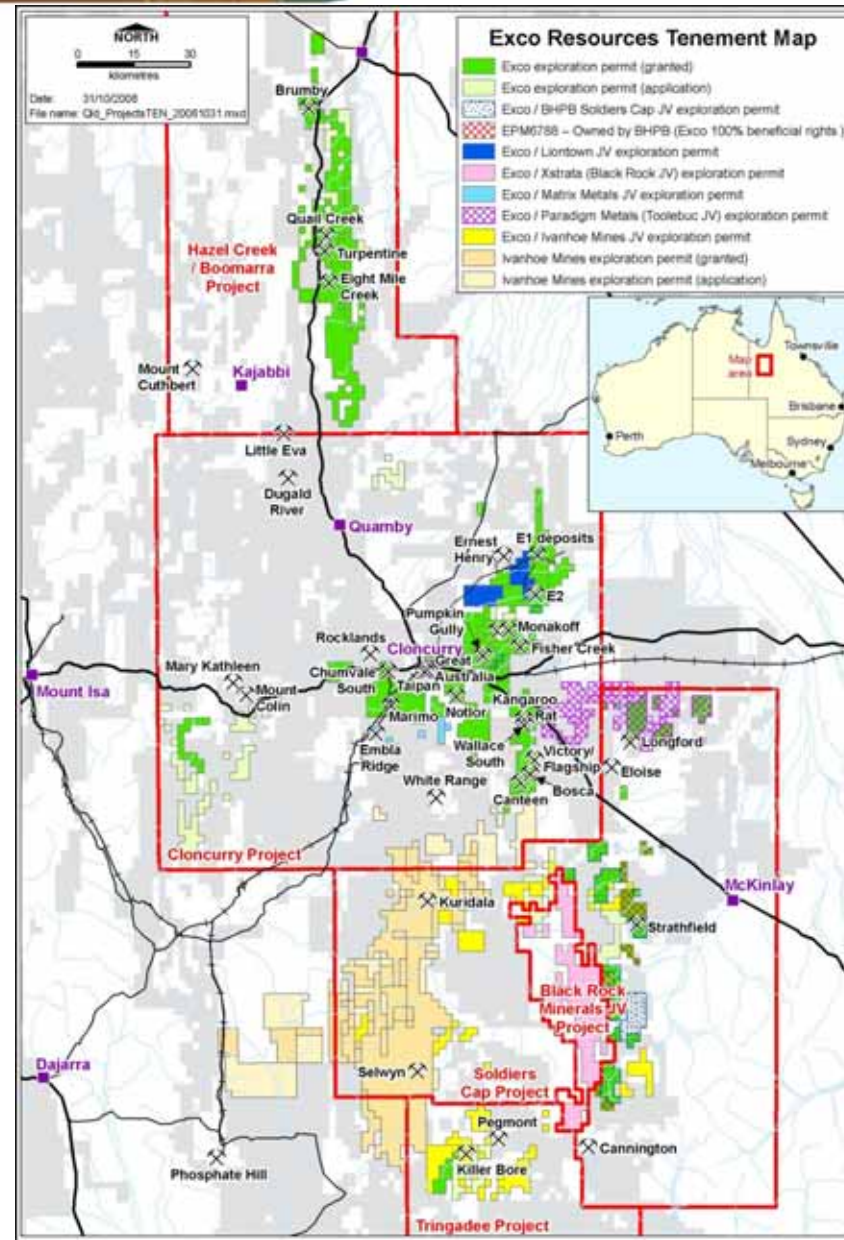 NORTH
0 15 30
kilometres
Date: 31/10/2006
File name: Qld_ProjectsTEN_20061031.mxd
Exco Resources Tenement Map
Exco exploration permit (granted)
Exco exploration permit (application)
Exco / BHPB Soldiers Cap JV exploration permit
EPM6788 – Owned by BHPB (Exco 100% beneficial rights )
Exco / Liontown JV exploration permit
Exco / Xstrata (Black Rock JV) exploration permit
Exco / Matrix Metals JV exploration permit
Exco / Paradigm Metals (Toolebuc JV) exploration permit
Exco / Ivanhoe Mines JV exploration permit
Ivanhoe Mines exploration permit (granted)
Ivanhoe Mines exploration permit (application)
Map
area
Townsville
Brisbane
Sydney
Melbourne
Perth
Brumby
Quail Creek
Turpentine
Eight Mile
Creek
Hazel Creek
/ Boomarra
Project
Mount
Cuthbert
Kajabbi
Little Eva
Dugald
River
Quamby
Ernest
Henry
E1 deposits
E2
Pumpkin
Gully
Monakoff
Fisher Creek
Rocklands
Cloncurry
Great
Australia
Mary Kathleen
Mount Isa
Mount
Colin
Chumvale
South
Taipan
Marimo
Notlor
Kangaroo
Rat
Embla
Ridge
Wallace
South
Longford
Victory/
Flagship
Eloise
White Range
Canteen
Bosca
Cloncurry Project
McKinlay
Kuridala
Strathfield
Black Rock
Minerals JV
Project
Dajarra
Selwyn
Soldiers
Cap Project
Pegmont
Cannington
Phosphate Hill
Killer Bore
Tringadee Project